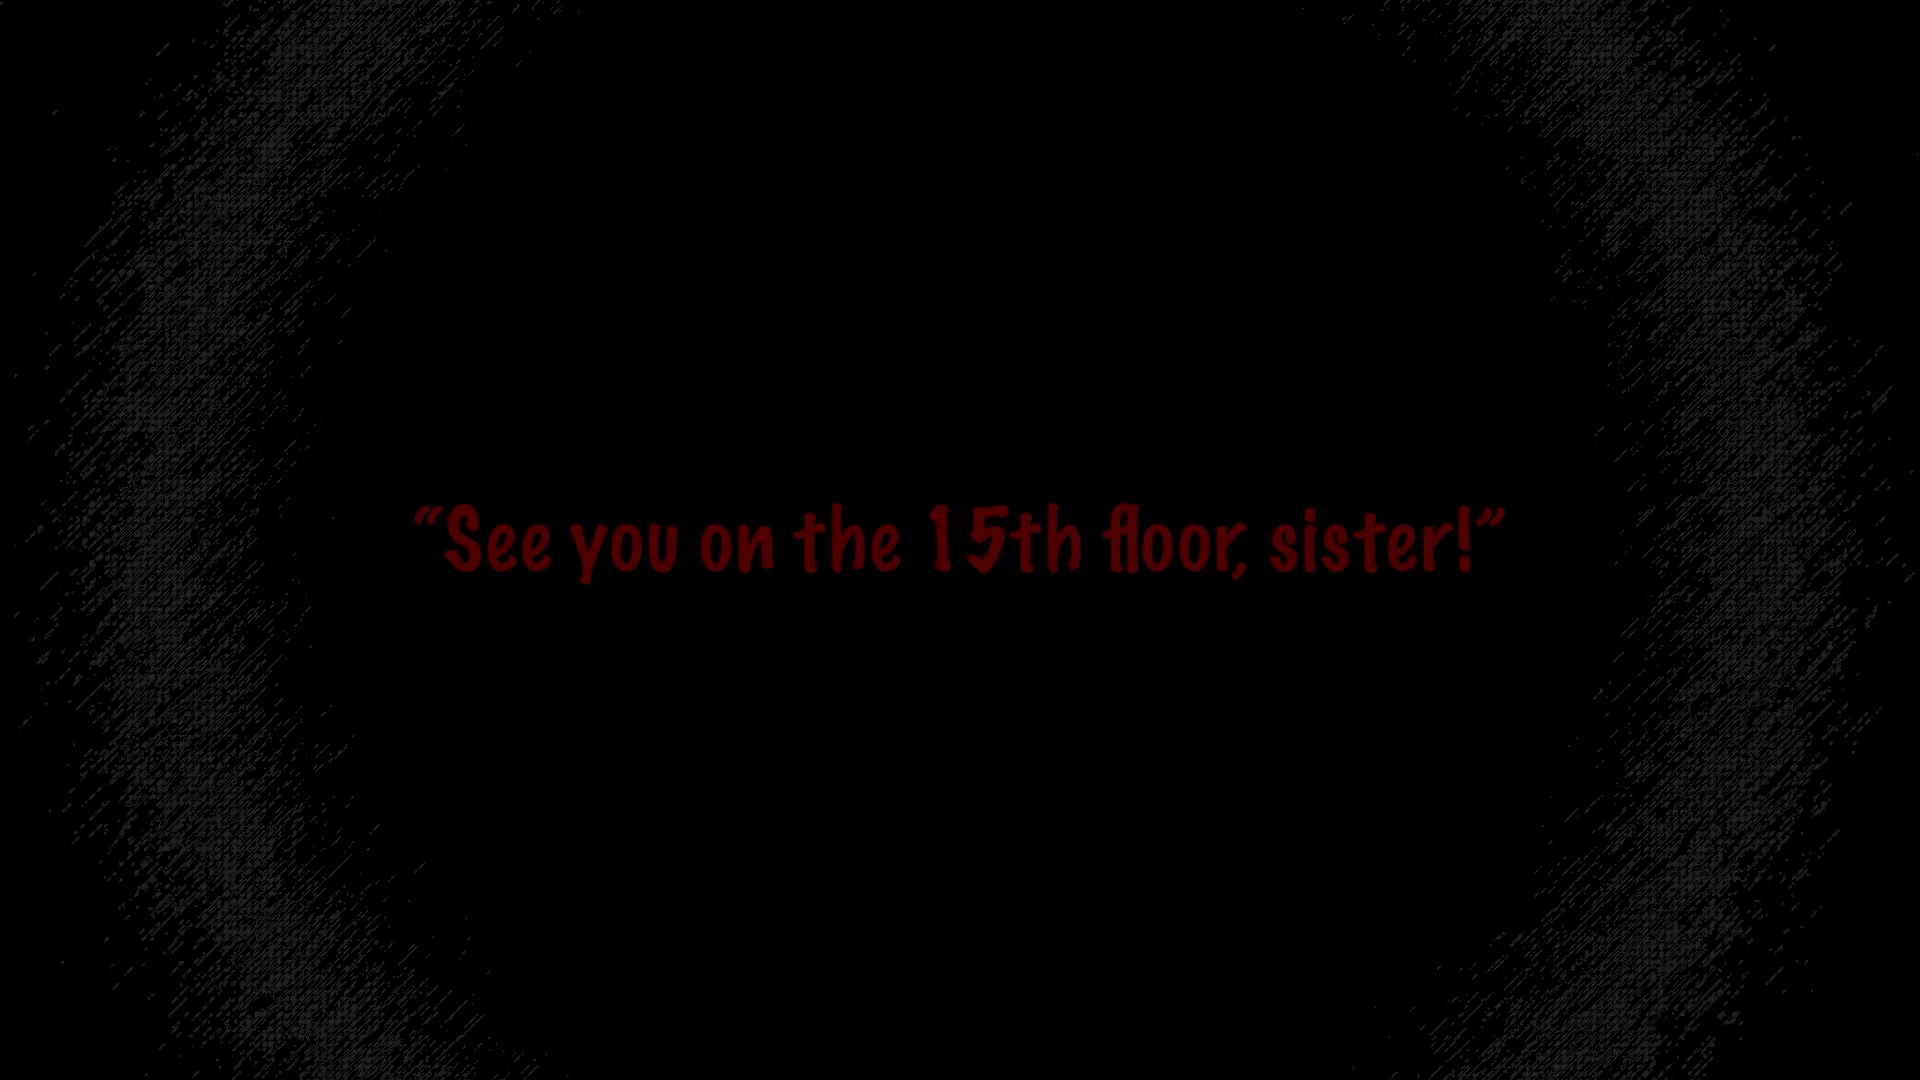 “See you on the 15th floor, sister!”